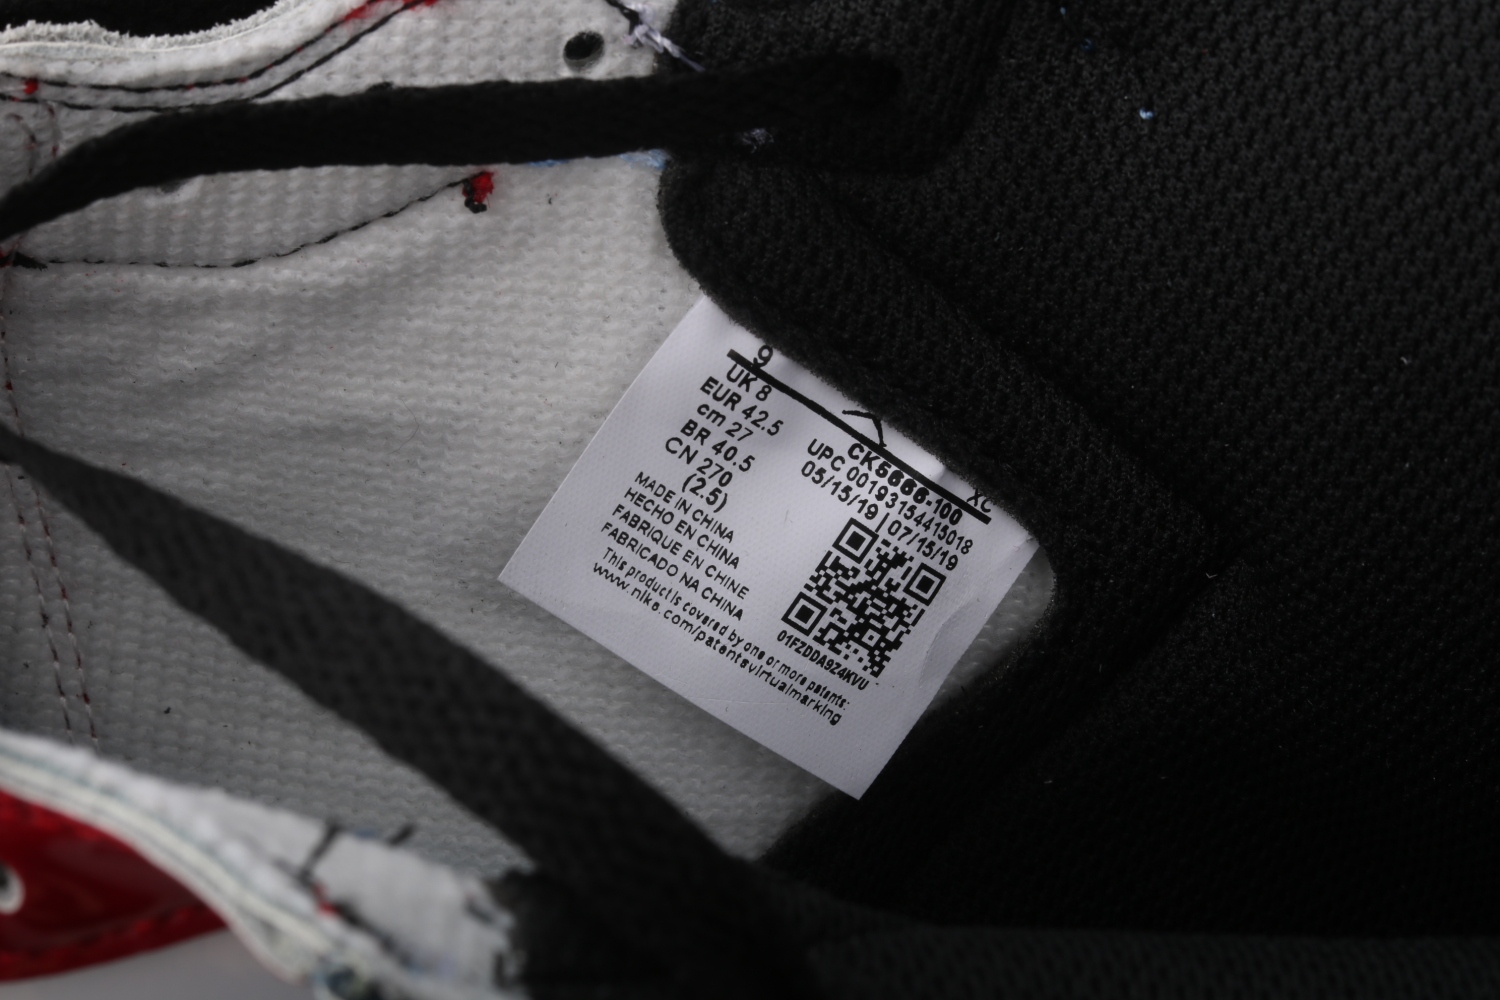 9
UK 8
EUR 42.5
cm 27
BR 40.5
CN 270
(2.5)
XC
CK5666-100
UPC 00193154415018
05/15/19 | 07/15/19
MADE IN CHINA
HECHO EN CHINA
FABRIQUE EN CHINE
FABRICADO NA CHINA
This product is covered by one or more patents:
www.nike.com/patentsvirtualmarking
01FZDDA9Z4KVU